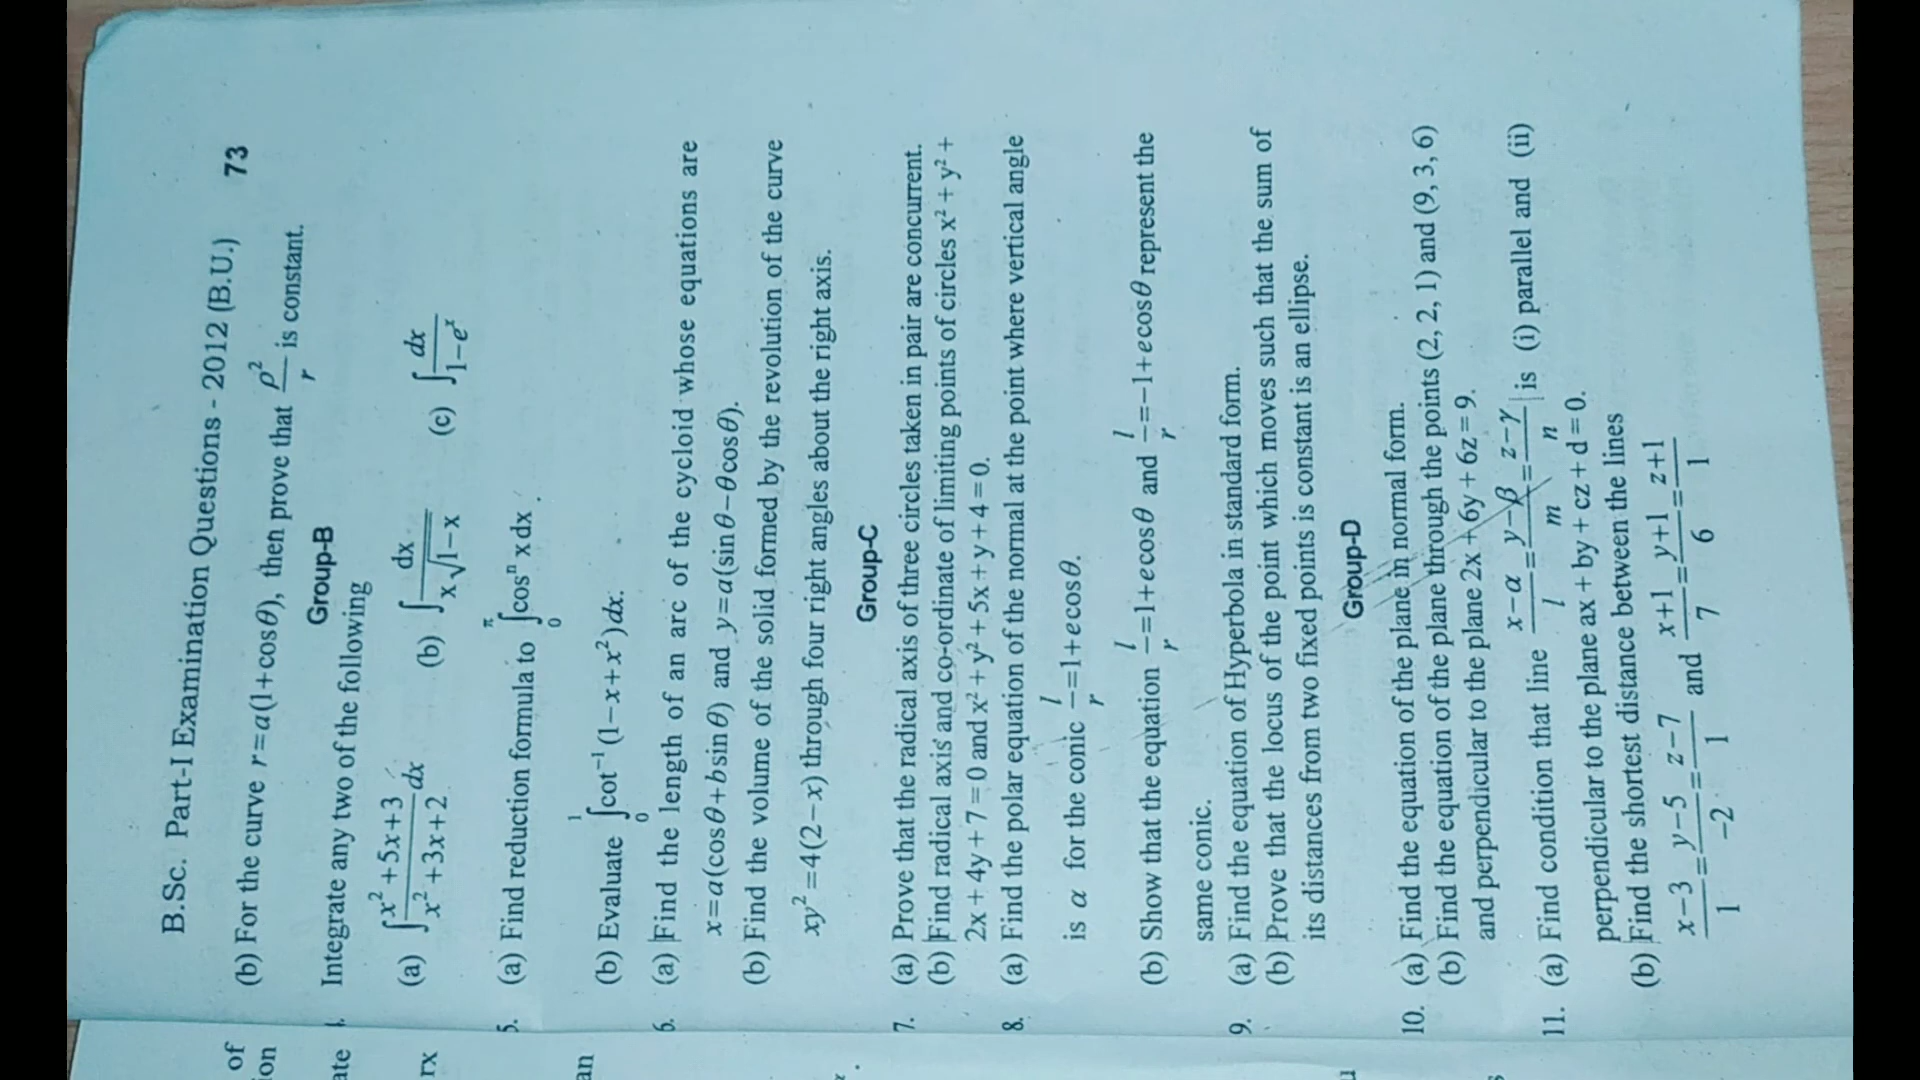 B.Sc. Part-I Examination Questions - 2012 (B.U.) 73
(b) For the curve r=a(1+cosθ), then prove that ρ²/r is constant.
Group-B
Integrate any two of the following
(a) ∫(x²+5x+3)/(x²+3x+2) dx (b) ∫dx/(x√(1-x)) (c) ∫dx/(1-eˣ)
5. (a) Find reduction formula to ∫₀^π cosⁿ x dx.
(b) Evaluate ∫₀¹ cot⁻¹(1-x+x²)dx.
6. (a) Find the length of an arc of the cycloid whose equations are
x=a(cosθ+b sinθ) and y=a(sinθ-θcosθ).
(b) Find the volume of the solid formed by the revolution of the curve
xy²=4(2-x) through four right angles about the right axis.
Group-C
7. (a) Prove that the radical axis of three circles taken in pair are concurrent.
(b) Find radical axis and co-ordinate of limiting points of circles x² + y² +
2x + 4y + 7 = 0 and x² + y² + 5x + y + 4 = 0.
8. (a) Find the polar equation of the normal at the point where vertical angle
is α for the conic l/r=1+ecosθ.
(b) Show that the equation l/r=1+ecosθ and l/r=-1+ecosθ represent the
same conic.
9. (a) Find the equation of Hyperbola in standard form.
(b) Prove that the locus of the point which moves such that the sum of
its distances from two fixed points is constant is an ellipse.
Group-D
10. (a) Find the equation of the plane in normal form.
(b) Find the equation of the plane through the points (2, 2, 1) and (9, 3, 6)
and perpendicular to the plane 2x + 6y + 6z = 9.
11. (a) Find condition that line (x-α)/l=(y-β)/m=(z-γ)/n is (i) parallel and (ii)
perpendicular to the plane ax + by + cz + d = 0.
(b) Find the shortest distance between the lines
(x-3)/1=(y-5)/-2=(z-7)/1 and (x+1)/7=(y+1)/6=(z+1)/1
of
ion
ate
rx
an